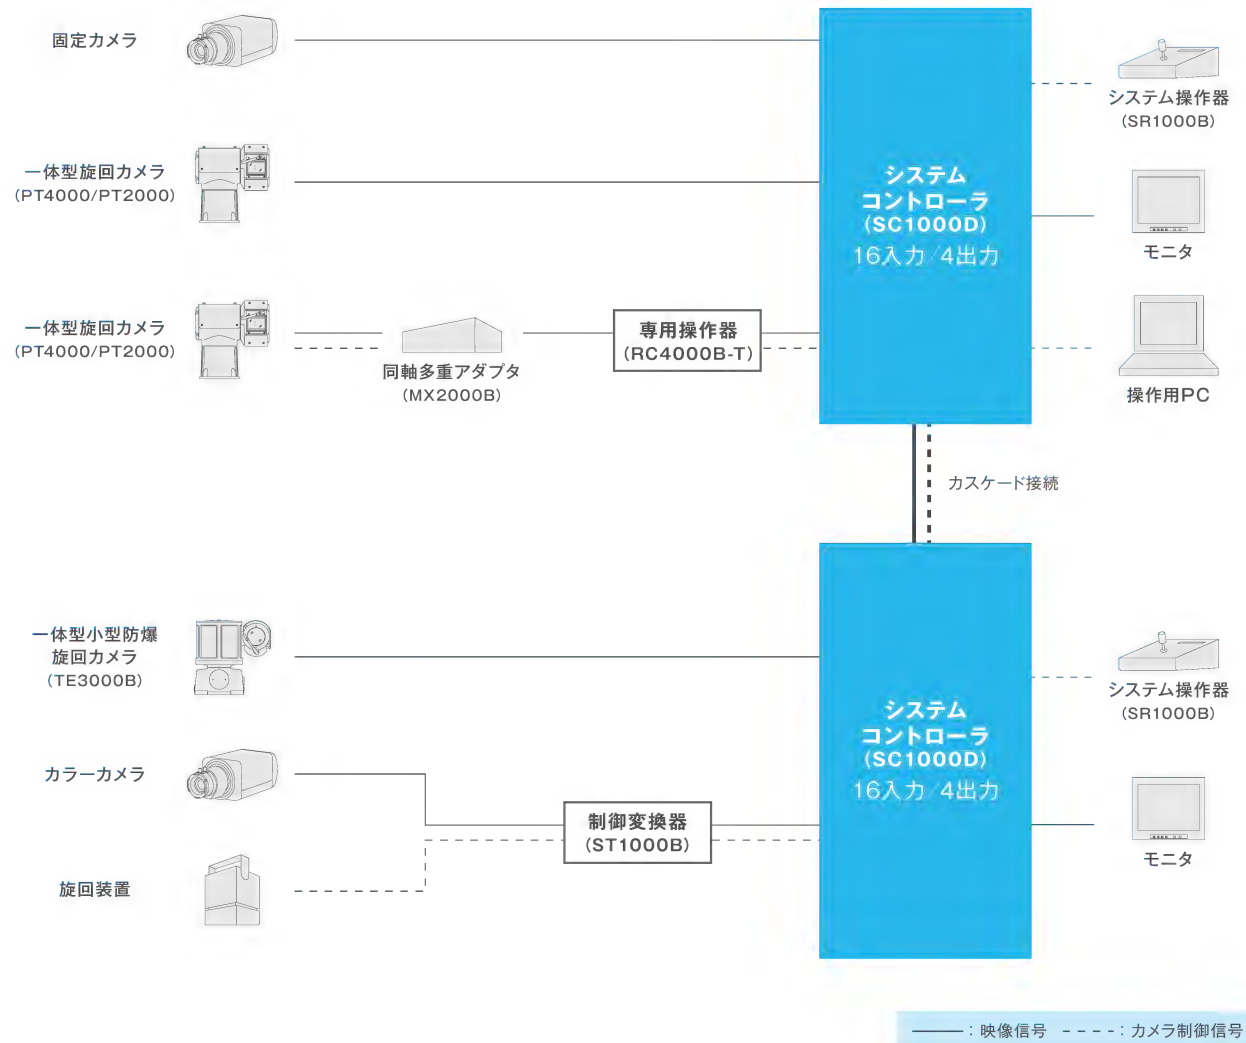 固定カメラ
一体型旋回カメラ
(PT4000/PT2000)
一体型旋回カメラ
(PT4000/PT2000)
同軸多重アダプタ
(MX2000B)
専用操作器
(RC4000B-T)
システム
コントローラ
(SC1000D)
16入力/4出力
システム操作器
(SR1000B)
モニタ
操作用PC
カスケード接続
一体型小型防爆
旋回カメラ
(TE3000B)
カラーカメラ
旋回装置
制御変換器
(ST1000B)
システム
コントローラ
(SC1000D)
16入力/4出力
システム操作器
(SR1000B)
モニタ
:映像信号 :カメラ制御信号